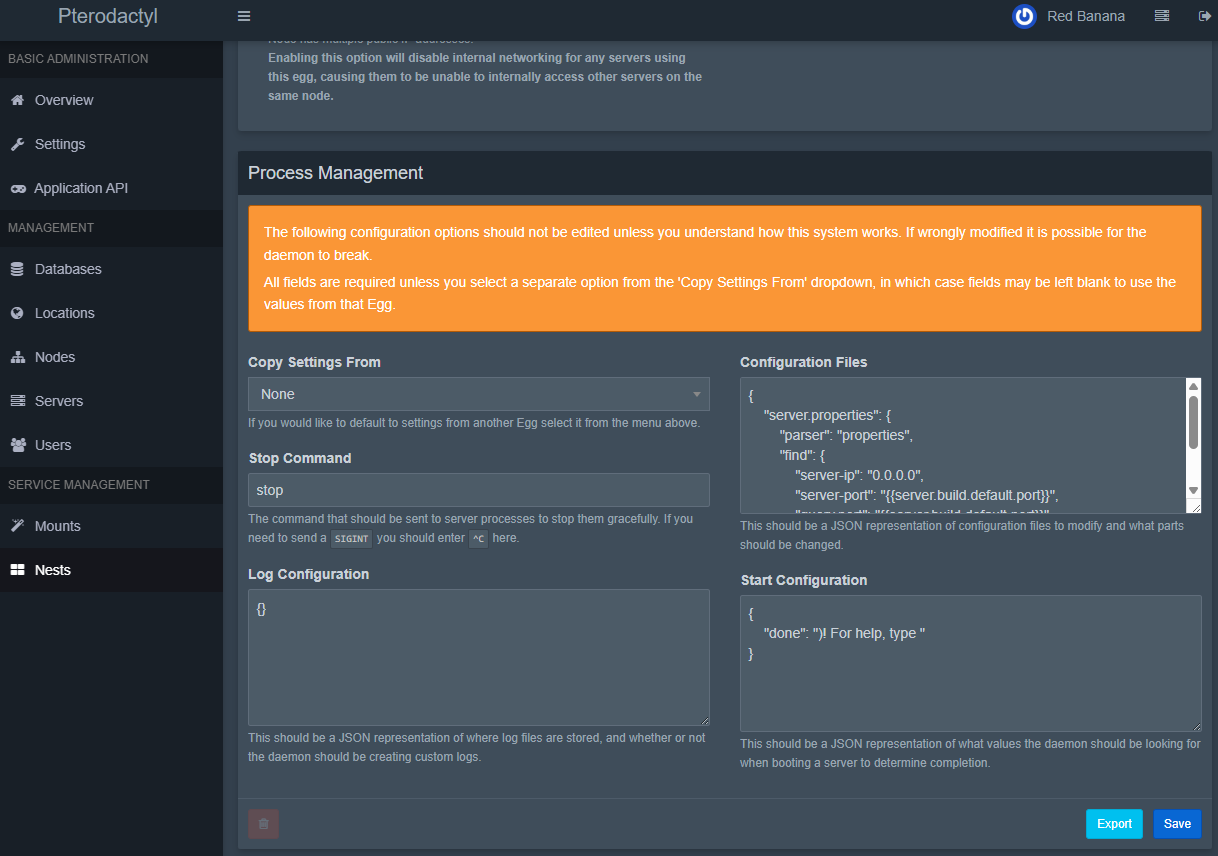 Pterodactyl
Red Banana
BASIC ADMINISTRATION
Overview
Settings
Application API
MANAGEMENT
Databases
Locations
Nodes
Servers
Users
SERVICE MANAGEMENT
Mounts
Nests
Node has multiple public IP addresses.
Enabling this option will disable internal networking for any servers using
this egg, causing them to be unable to internally access other servers on the
same node.
Process Management
The following configuration options should not be edited unless you understand how this system works. If wrongly modified it is possible for the
daemon to break.
All fields are required unless you select a separate option from the 'Copy Settings From' dropdown, in which case fields may be left blank to use the
values from that Egg.
Copy Settings From
None
If you would like to default to settings from another Egg select it from the menu above.
Stop Command
stop
The command that should be sent to server processes to stop them gracefully. If you
need to send a SIGINT you should enter ^C here.
Log Configuration
{}
This should be a JSON representation of where log files are stored, and whether or not
the daemon should be creating custom logs.
Configuration Files
{
"server.properties": {
"parser": "properties",
"find": {
"server-ip": "0.0.0.0",
"server-port": "{{server.build.default.port}}",
"query.port": "{{server.build.default.port}}"
This should be a JSON representation of configuration files to modify and what parts
should be changed.
Start Configuration
{
"done": ")! For help, type "
}
This should be a JSON representation of what values the daemon should be looking for
when booting a server to determine completion.
Export
Save